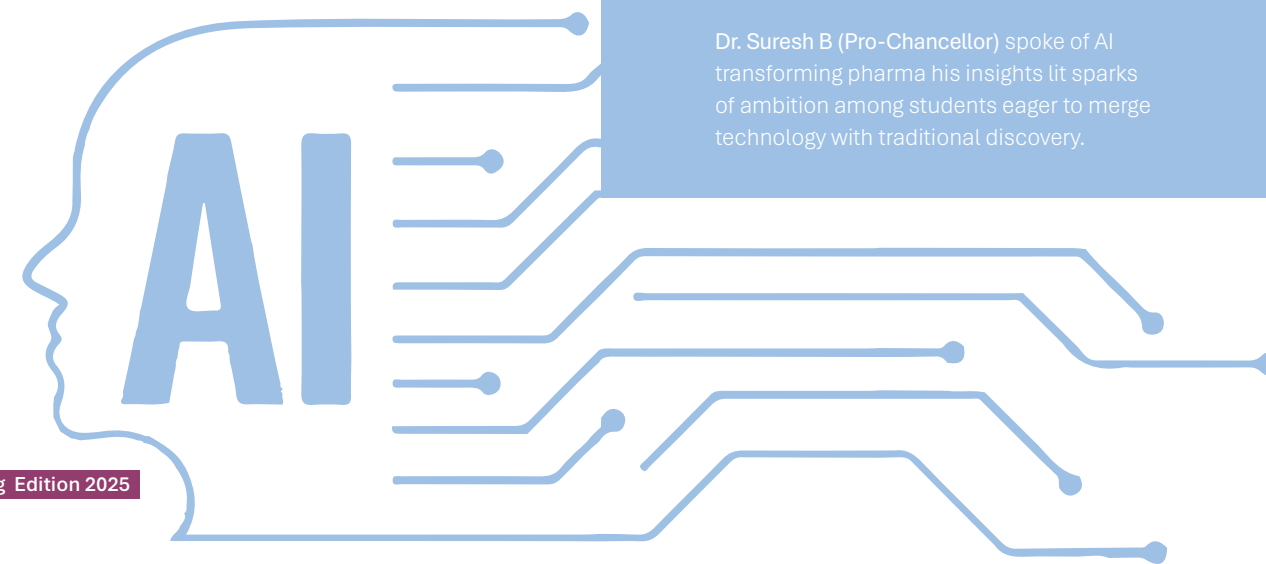 Dr. Suresh B (Pro-Chancellor) spoke of AI
transforming pharma his insights lit sparks
of ambition among students eager to merge
technology with traditional discovery.
AI
Edition 2025